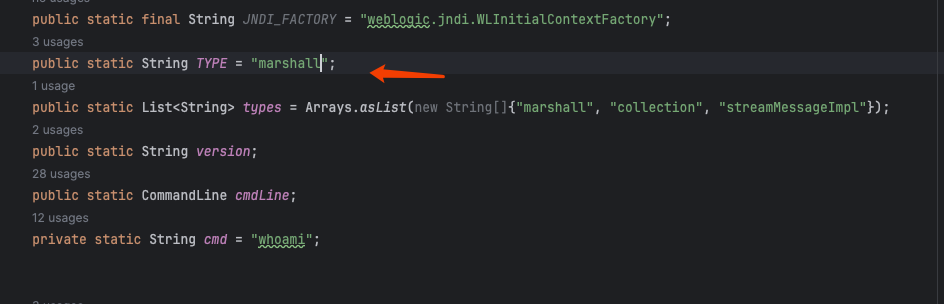 public static final String JNDI_FACTORY = "weblogic.jndi.WLInitialContextFactory";
3 usages
public static String TYPE = "marshall";
1 usage
public static List<String> types = Arrays.asList(new String[]{"marshall", "collection", "streamMessageImpl"});
2 usages
public static String version;
28 usages
public static CommandLine cmdLine;
12 usages
private static String cmd = "whoami";